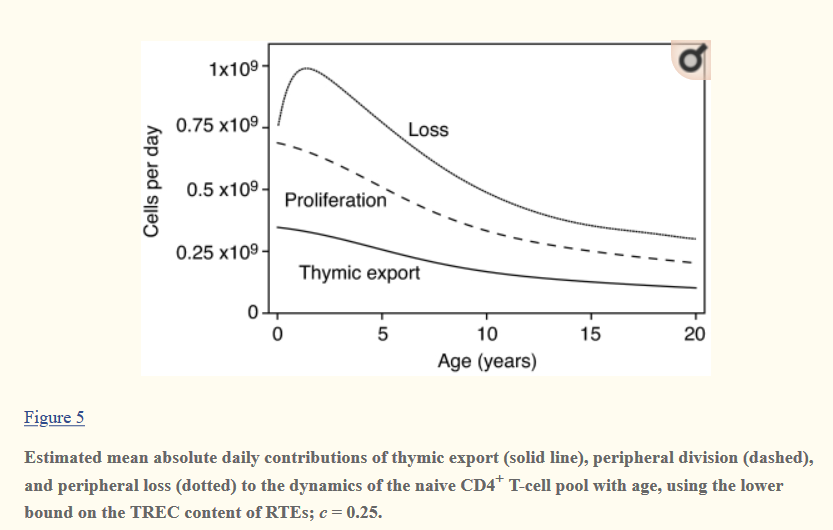 1x10⁹
0.75 x10⁹
0.5 x10⁹
0.25 x10⁹
0
Cells per day
Loss
Proliferation
Thymic export
0 5 10 15 20
Age (years)
Figure 5
Estimated mean absolute daily contributions of thymic export (solid line), peripheral division (dashed),
and peripheral loss (dotted) to the dynamics of the naive CD4⁺ T-cell pool with age, using the lower
bound on the TREC content of RTEs; c = 0.25.